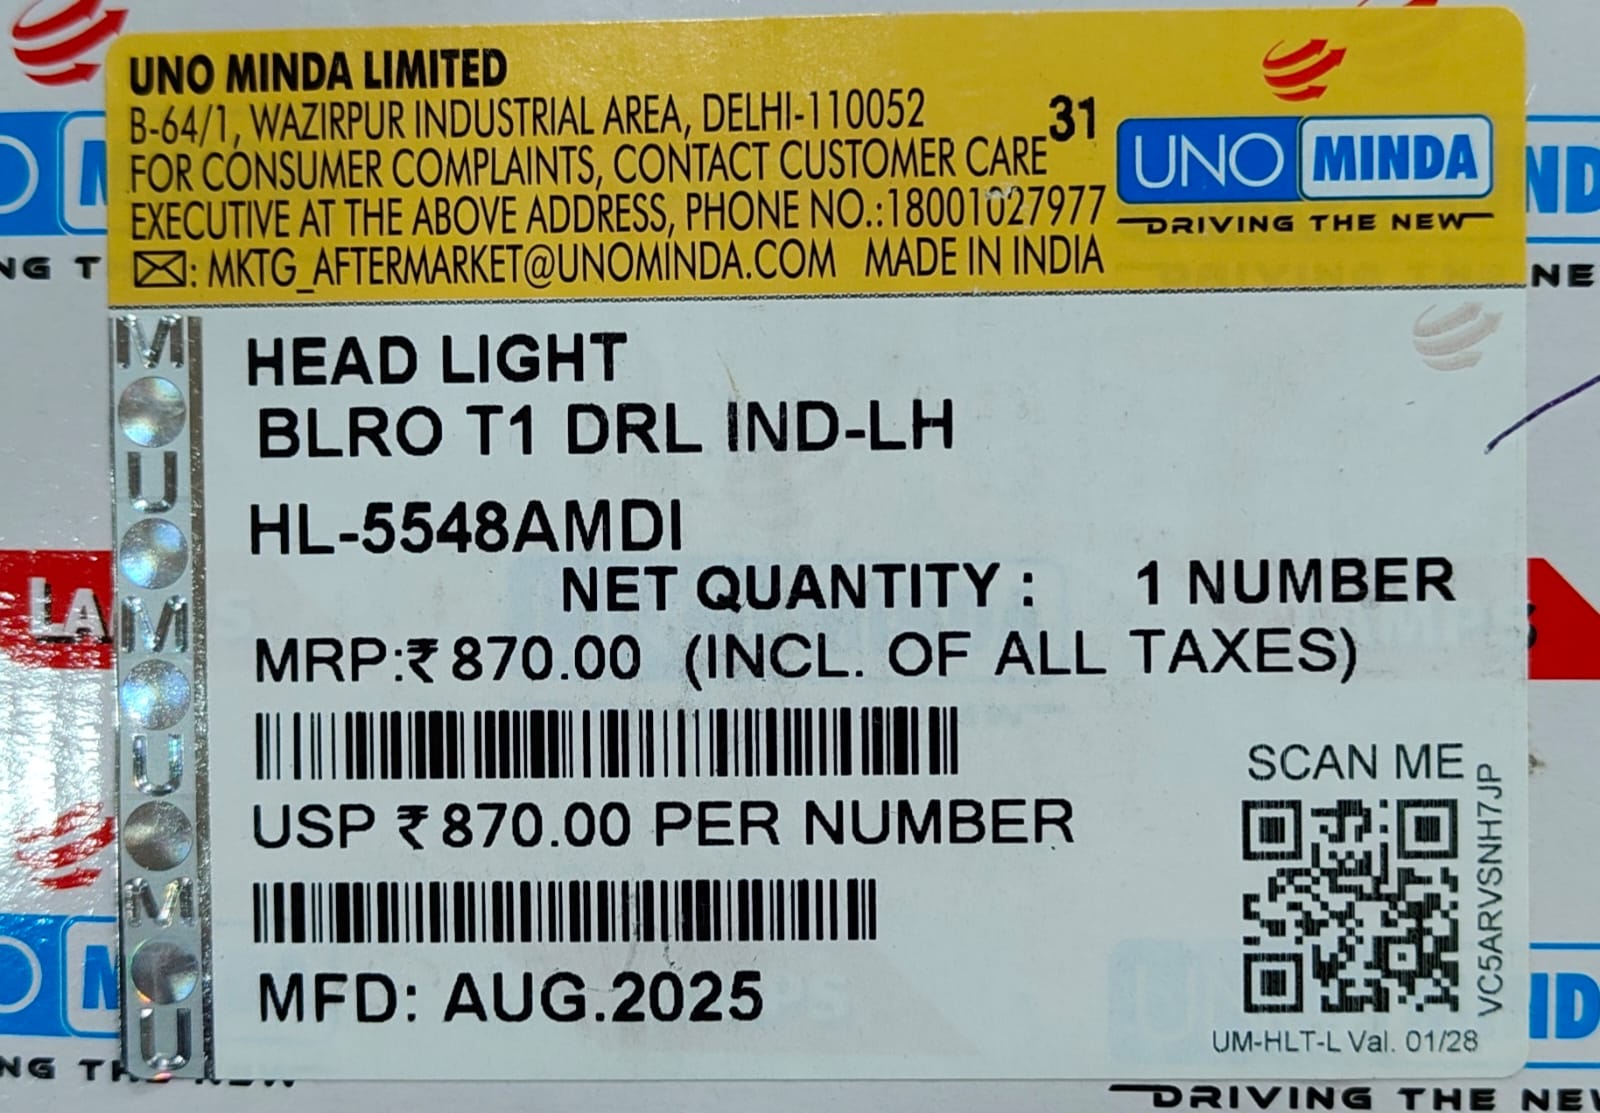 UNO MINDA LIMITED
B-64/1, WAZIRPUR INDUSTRIAL AREA, DELHI-110052
FOR CONSUMER COMPLAINTS, CONTACT CUSTOMER CARE 31
EXECUTIVE AT THE ABOVE ADDRESS, PHONE NO.:18001027977
: MKTG_AFTERMARKET@UNOMINDA.COM MADE IN INDIA
UNO MINDA
DRIVING THE NEW
HEAD LIGHT
BLRO T1 DRL IND-LH
HL-5548AMDI
NET QUANTITY : 1 NUMBER
MRP:₹870.00 (INCL. OF ALL TAXES)
USP ₹870.00 PER NUMBER
MFD: AUG.2025
SCAN ME
VC5ARVSNH7JP
UM-HLT-L Val. 01/28
M
U
M
U
M
U
DRIVING THE NEW